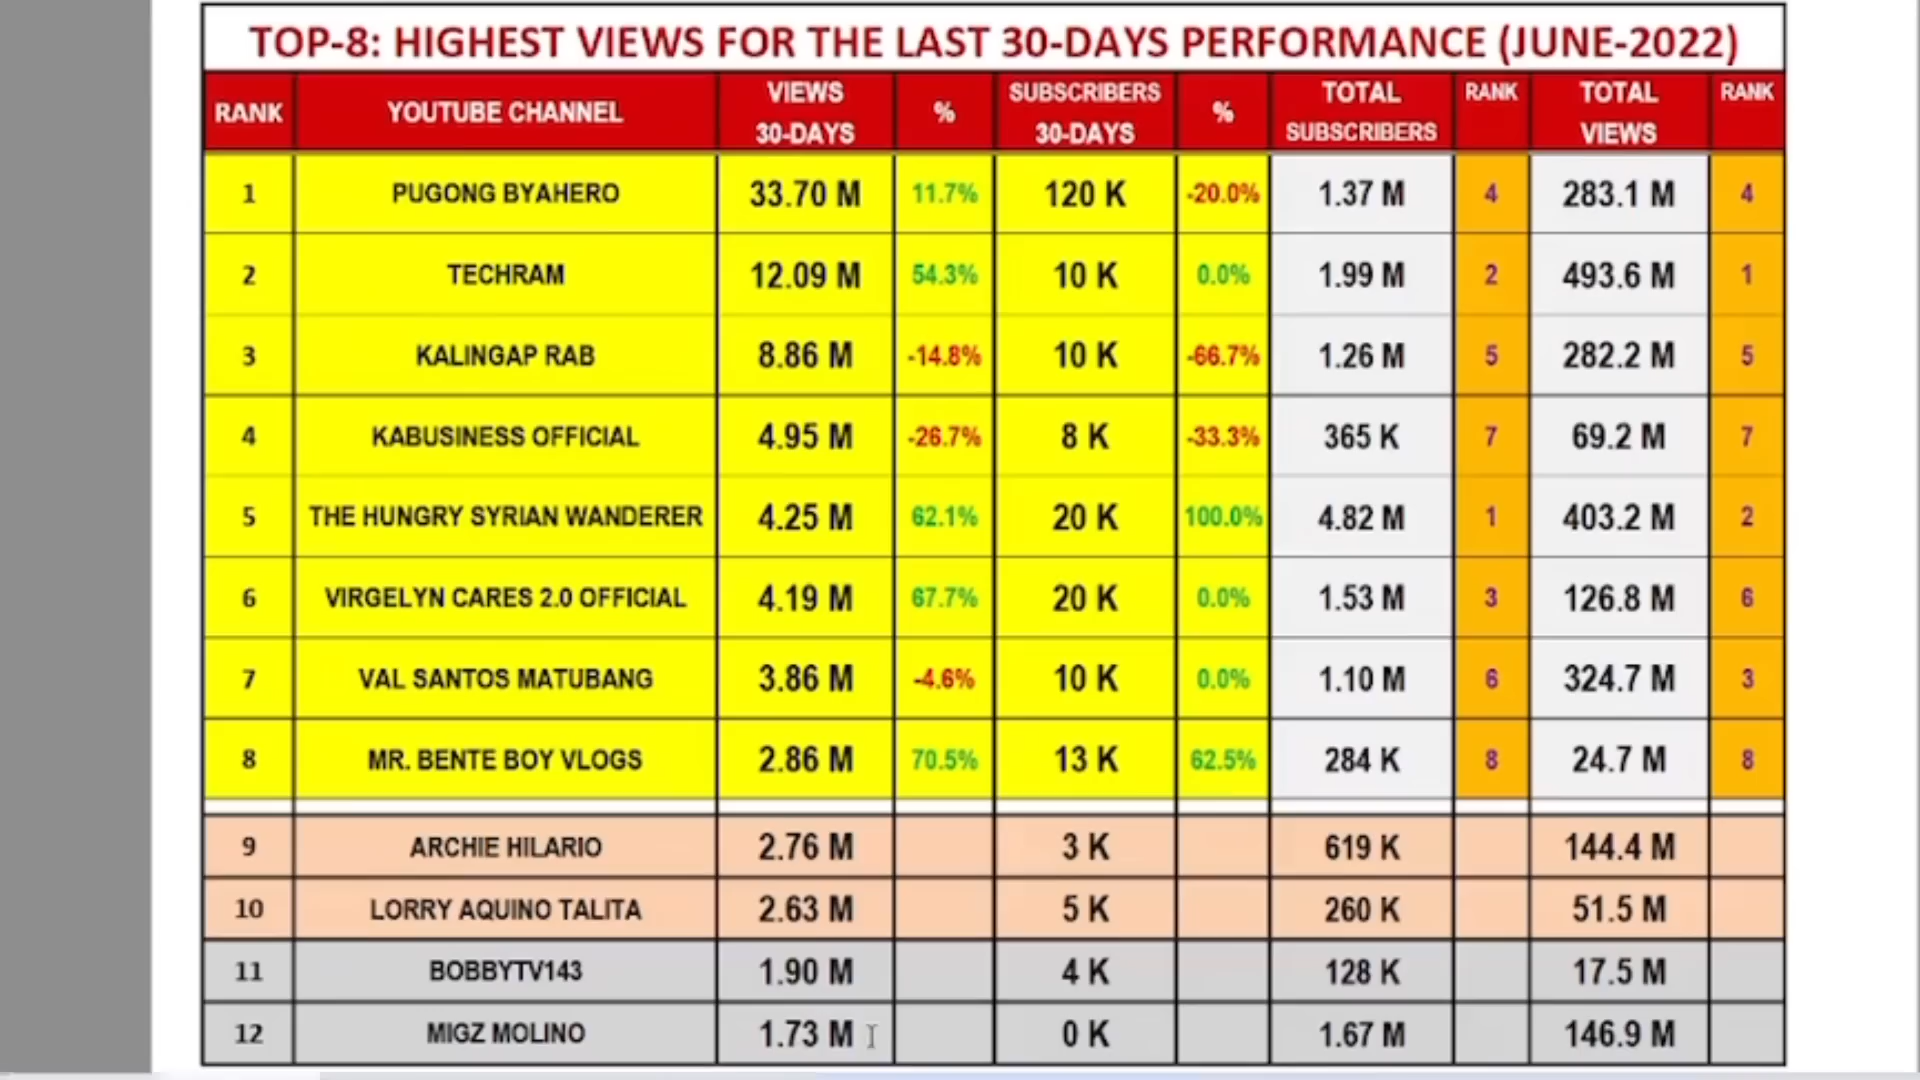 TOP-8: HIGHEST VIEWS FOR THE LAST 30-DAYS PERFORMANCE (JUNE-2022)
RANK YOUTUBE CHANNEL VIEWS 30-DAYS % SUBSCRIBERS 30-DAYS % TOTAL SUBSCRIBERS RANK TOTAL VIEWS RANK
1 PUGONG BYAHERO 33.70 M 11.7% 120 K -20.0% 1.37 M 4 283.1 M 4
2 TECHRAM 12.09 M 54.3% 10 K 0.0% 1.99 M 2 493.6 M 1
3 KALINGAP RAB 8.86 M -14.8% 10 K -66.7% 1.26 M 5 282.2 M 5
4 KABUSINESS OFFICIAL 4.95 M -26.7% 8 K -33.3% 365 K 7 69.2 M 7
5 THE HUNGRY SYRIAN WANDERER 4.25 M 62.1% 20 K 100.0% 4.82 M 1 403.2 M 2
6 VIRGELYN CARES 2.0 OFFICIAL 4.19 M 67.7% 20 K 0.0% 1.53 M 3 126.8 M 6
7 VAL SANTOS MATUBANG 3.86 M -4.6% 10 K 0.0% 1.10 M 6 324.7 M 3
8 MR. BENTE BOY VLOGS 2.86 M 70.5% 13 K 62.5% 284 K 8 24.7 M 8
9 ARCHIE HILARIO 2.76 M 3 K 619 K 144.4 M
10 LORRY AQUINO TALITA 2.63 M 5 K 260 K 51.5 M
11 BOBBYTV143 1.90 M 4 K 128 K 17.5 M
12 MIGZ MOLINO 1.73 M 0 K 1.67 M 146.9 M